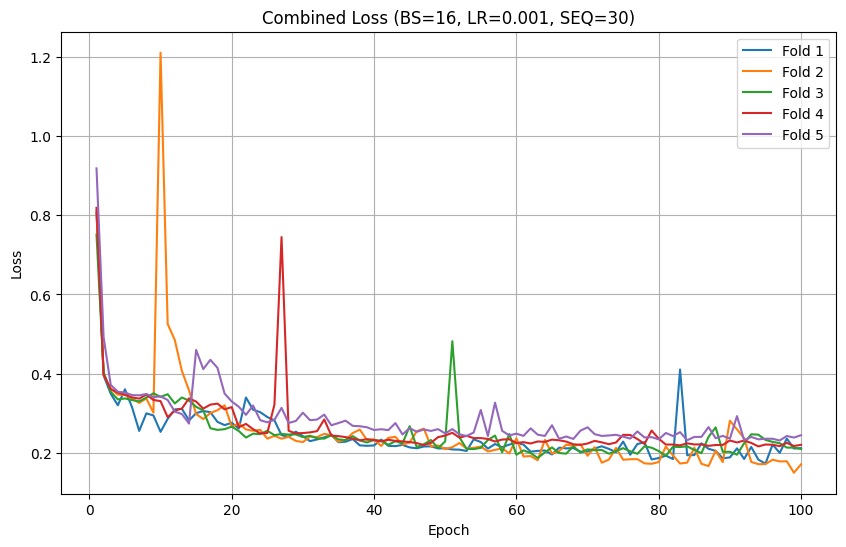 Combined Loss (BS=16, LR=0.001, SEQ=30)
Fold 1
Fold 2
Fold 3
Fold 4
Fold 5
Loss
1.2
1.0
0.8
0.6
0.4
0.2
0 20 40 60 80 100
Epoch